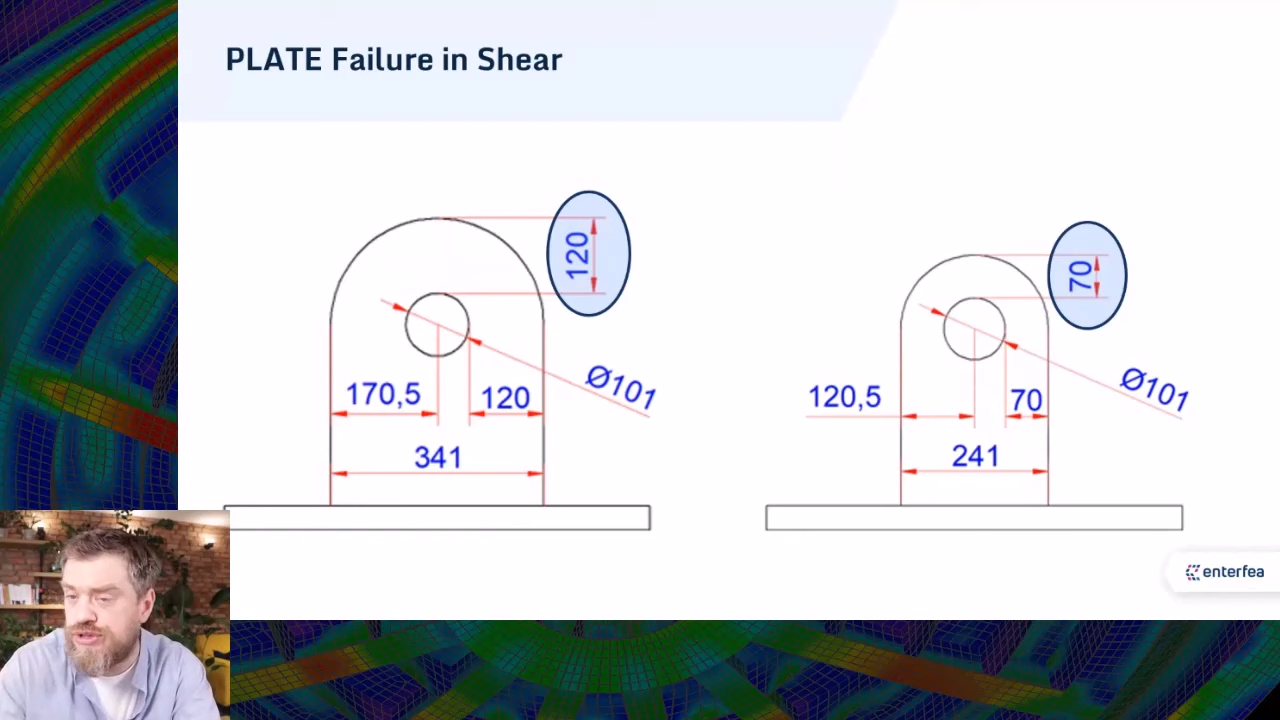 PLATE Failure in Shear
120
170,5
120
Ø101
341
70
120,5
70
Ø101
241
enterfea